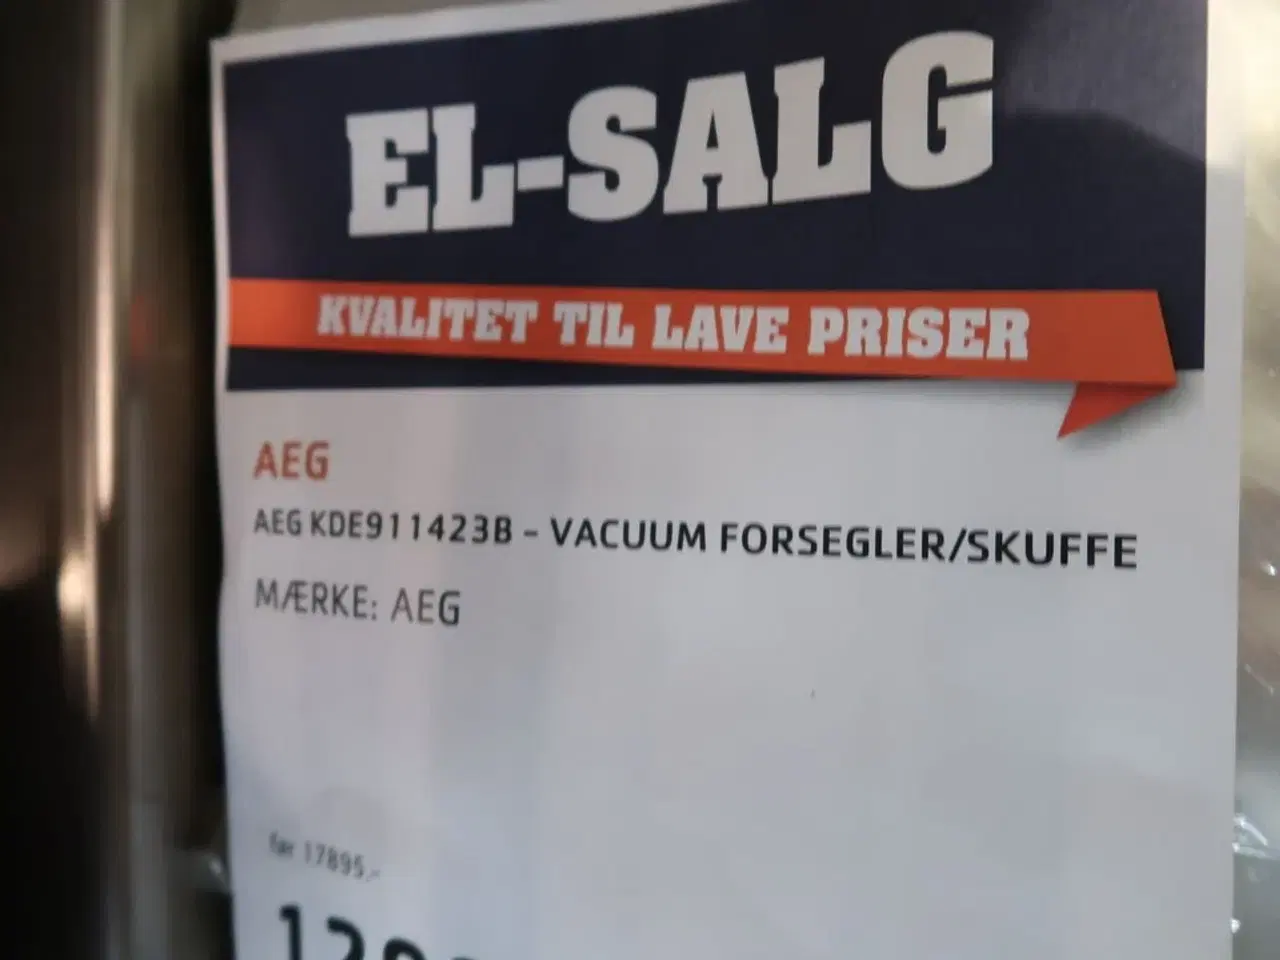 EL-SALG
KVALITET TIL LAVE PRISER
AEG
AEG KDE911423B – VACUUM FORSEGLER/SKUFFE
MÆRKE: AEG
før 17895.-